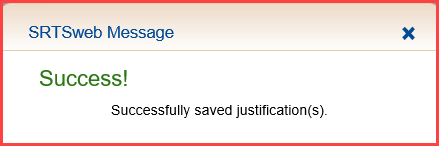 SRTSweb Message
Success!
Successfully saved justification(s).